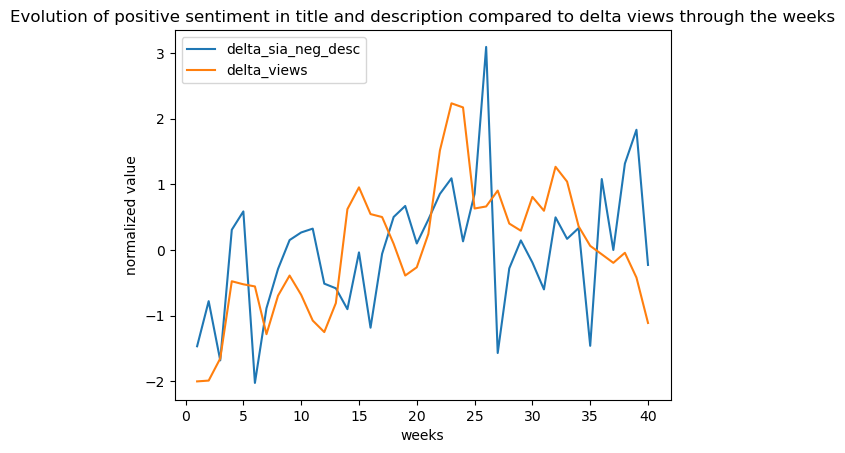 Evolution of positive sentiment in title and description compared to delta views through the weeks
delta_sia_neg_desc
delta_views
normalized value
3
2
1
0
−1
−2
0 5 10 15 20 25 30 35 40
weeks